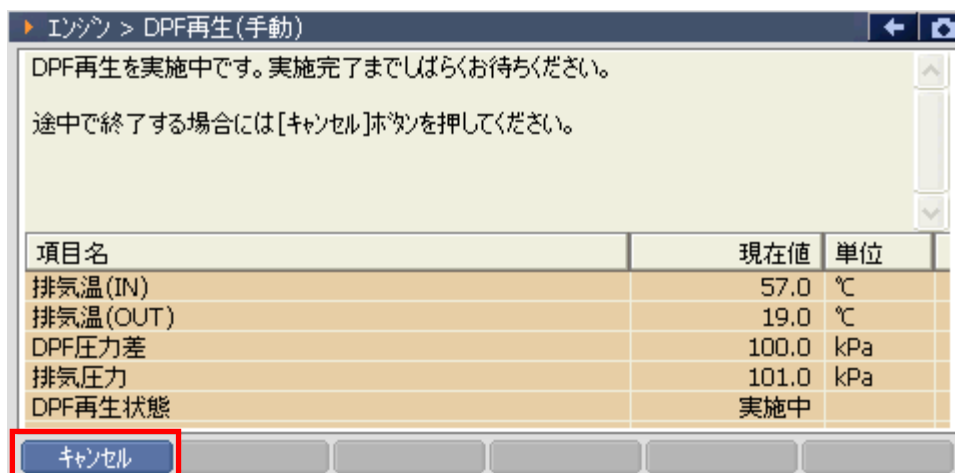 エンジン > DPF再生(手動)
DPF再生を実施中です。実施完了までしばらくお待ちください。
途中で終了する場合には[キャンセル]ボタンを押してください。
項目名 現在値 単位
排気温(IN) 57.0 ℃
排気温(OUT) 19.0 ℃
DPF圧力差 100.0 kPa
排気圧力 101.0 kPa
DPF再生状態 実施中
キャンセル